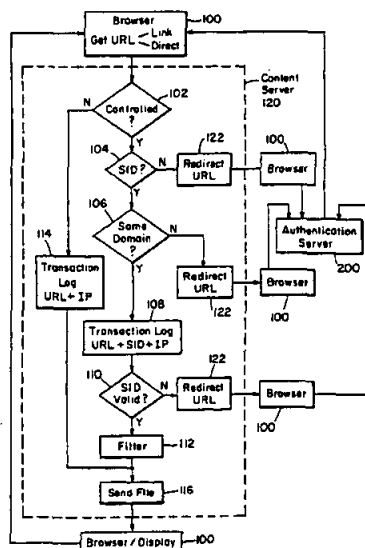 Browser
100
Get URL
Link
Direct
Content
Server
120
102
N
Controlled
?
Y
104
SID?
N
122
Redirect
URL
100
Browser
Y
106
Same
Domain
?
N
Y
Authentication
Server
200
114
Transaction
Log
URL + IP
Redirect
URL
122
Browser
100
108
Transaction Log
URL + SID + IP
110
SID
Valid?
N
122
Redirect
URL
Browser
100
Y
Filter
112
Send File
116
Browser / Display
100